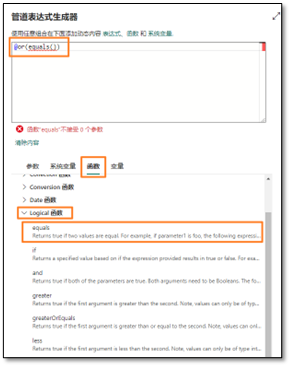 管道表达式生成器
使用任意组合在下面添加动态内容 表达式、函数 和 系统变量.
@or(equals())
函数"equals"不接受 0 个参数
清除内容
参数 系统变量 函数 变量
Collection 函数
Conversion 函数
Date 函数
Logical 函数
equals
Returns true if two values are equal. For example, if parameter1 is foo, the following expressi...
if
Returns a specified value based on if the expression provided results in true or false. For exa...
and
Returns true if both of the parameters are true. Both arguments need to be Booleans. The fo...
greater
Returns true if the first argument is greater than the second. Note, values can only be of typ...
greaterOrEquals
Returns true if the first argument is greater than or equal to the second. Note, values can onl...
less
Returns true if the first argument is less than the second. Note, values can only be of type int...